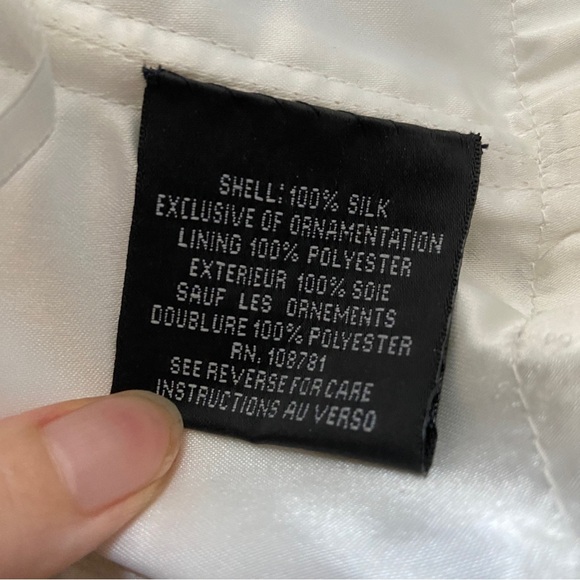 SHELL: 100% SILK
EXCLUSIVE OF ORNAMENTATION
LINING 100% POLYESTER
EXTERIEUR 100% SOIE
SAUF LES ORNEMENTS
DOUBLURE 100% POLYESTER
RN. 108781
SEE REVERSE FOR CARE
INSTRUCTIONS AU VERSO